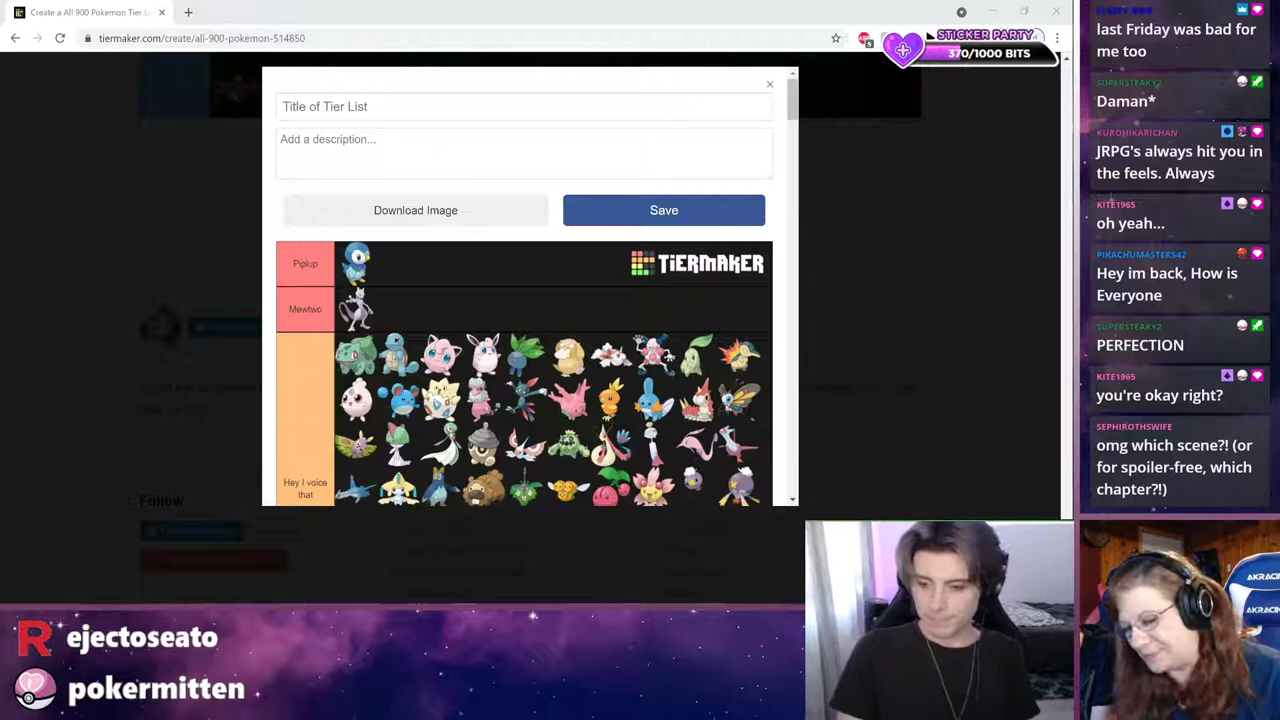 Create a All 900 Pokemon Tier L
tiermaker.com/create/all-900-pokemon-514850
STICKER PARTY
370/1000 BITS
Title of Tier List
Add a description...
Download Image
Save
Piplup
TiERMAKER
Mewtwo
Hey I voice
that
Follow
last Friday was bad for
me too
SUPERSTEAKY2
Daman*
KUROHIKARICHAN
JRPG's always hit you in
the feels. Always
KITE1965
oh yeah...
PIKACHUMASTER542
Hey im back, How is
Everyone
SUPERSTEAKY2
PERFECTION
KITE1965
you're okay right?
SEPHIROTHSWIFE
omg which scene?! (or
for spoiler-free, which
chapter?!)
AKRACING
AKRACING
R ejectoseato
pokermitten